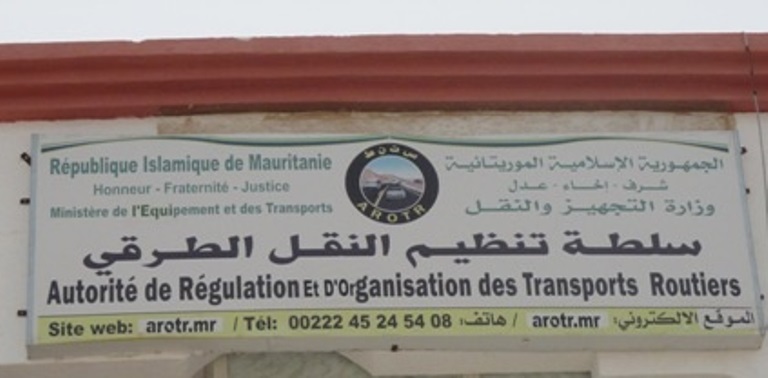 République Islamique de Mauritanie
Honneur - Fraternité - Justice
Ministère de l'Equipement et des Transports
س ت ن ط
AROTR
الجمهورية الإسلامية الموريتانية
شرف - إخاء - عدل
وزارة التجهيز والنقل
سلطة تنظيم النقل الطرقي
Autorité de Régulation Et D'Organisation des Transports Routiers
Site web: arotr.mr / Tél: 00222 45 24 54 08 :هاتف / arotr.mr :الموقع الالكتروني